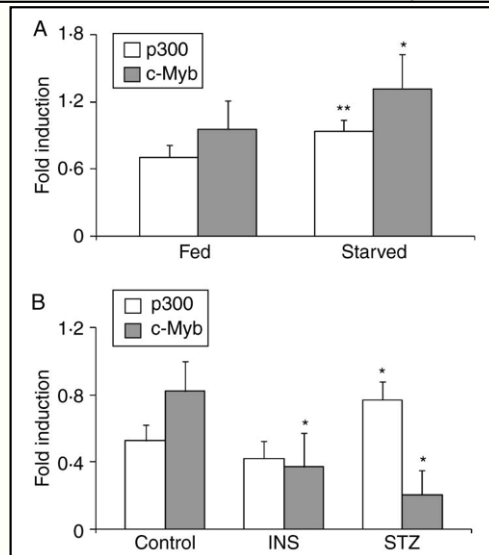 A
1·8
p300
c-Myb
*
1·2
**
Fold induction
0·6
0
Fed Starved
B
1·2
p300
c-Myb
0·8
*
*
*
Fold induction
0·4
0
Control INS STZ